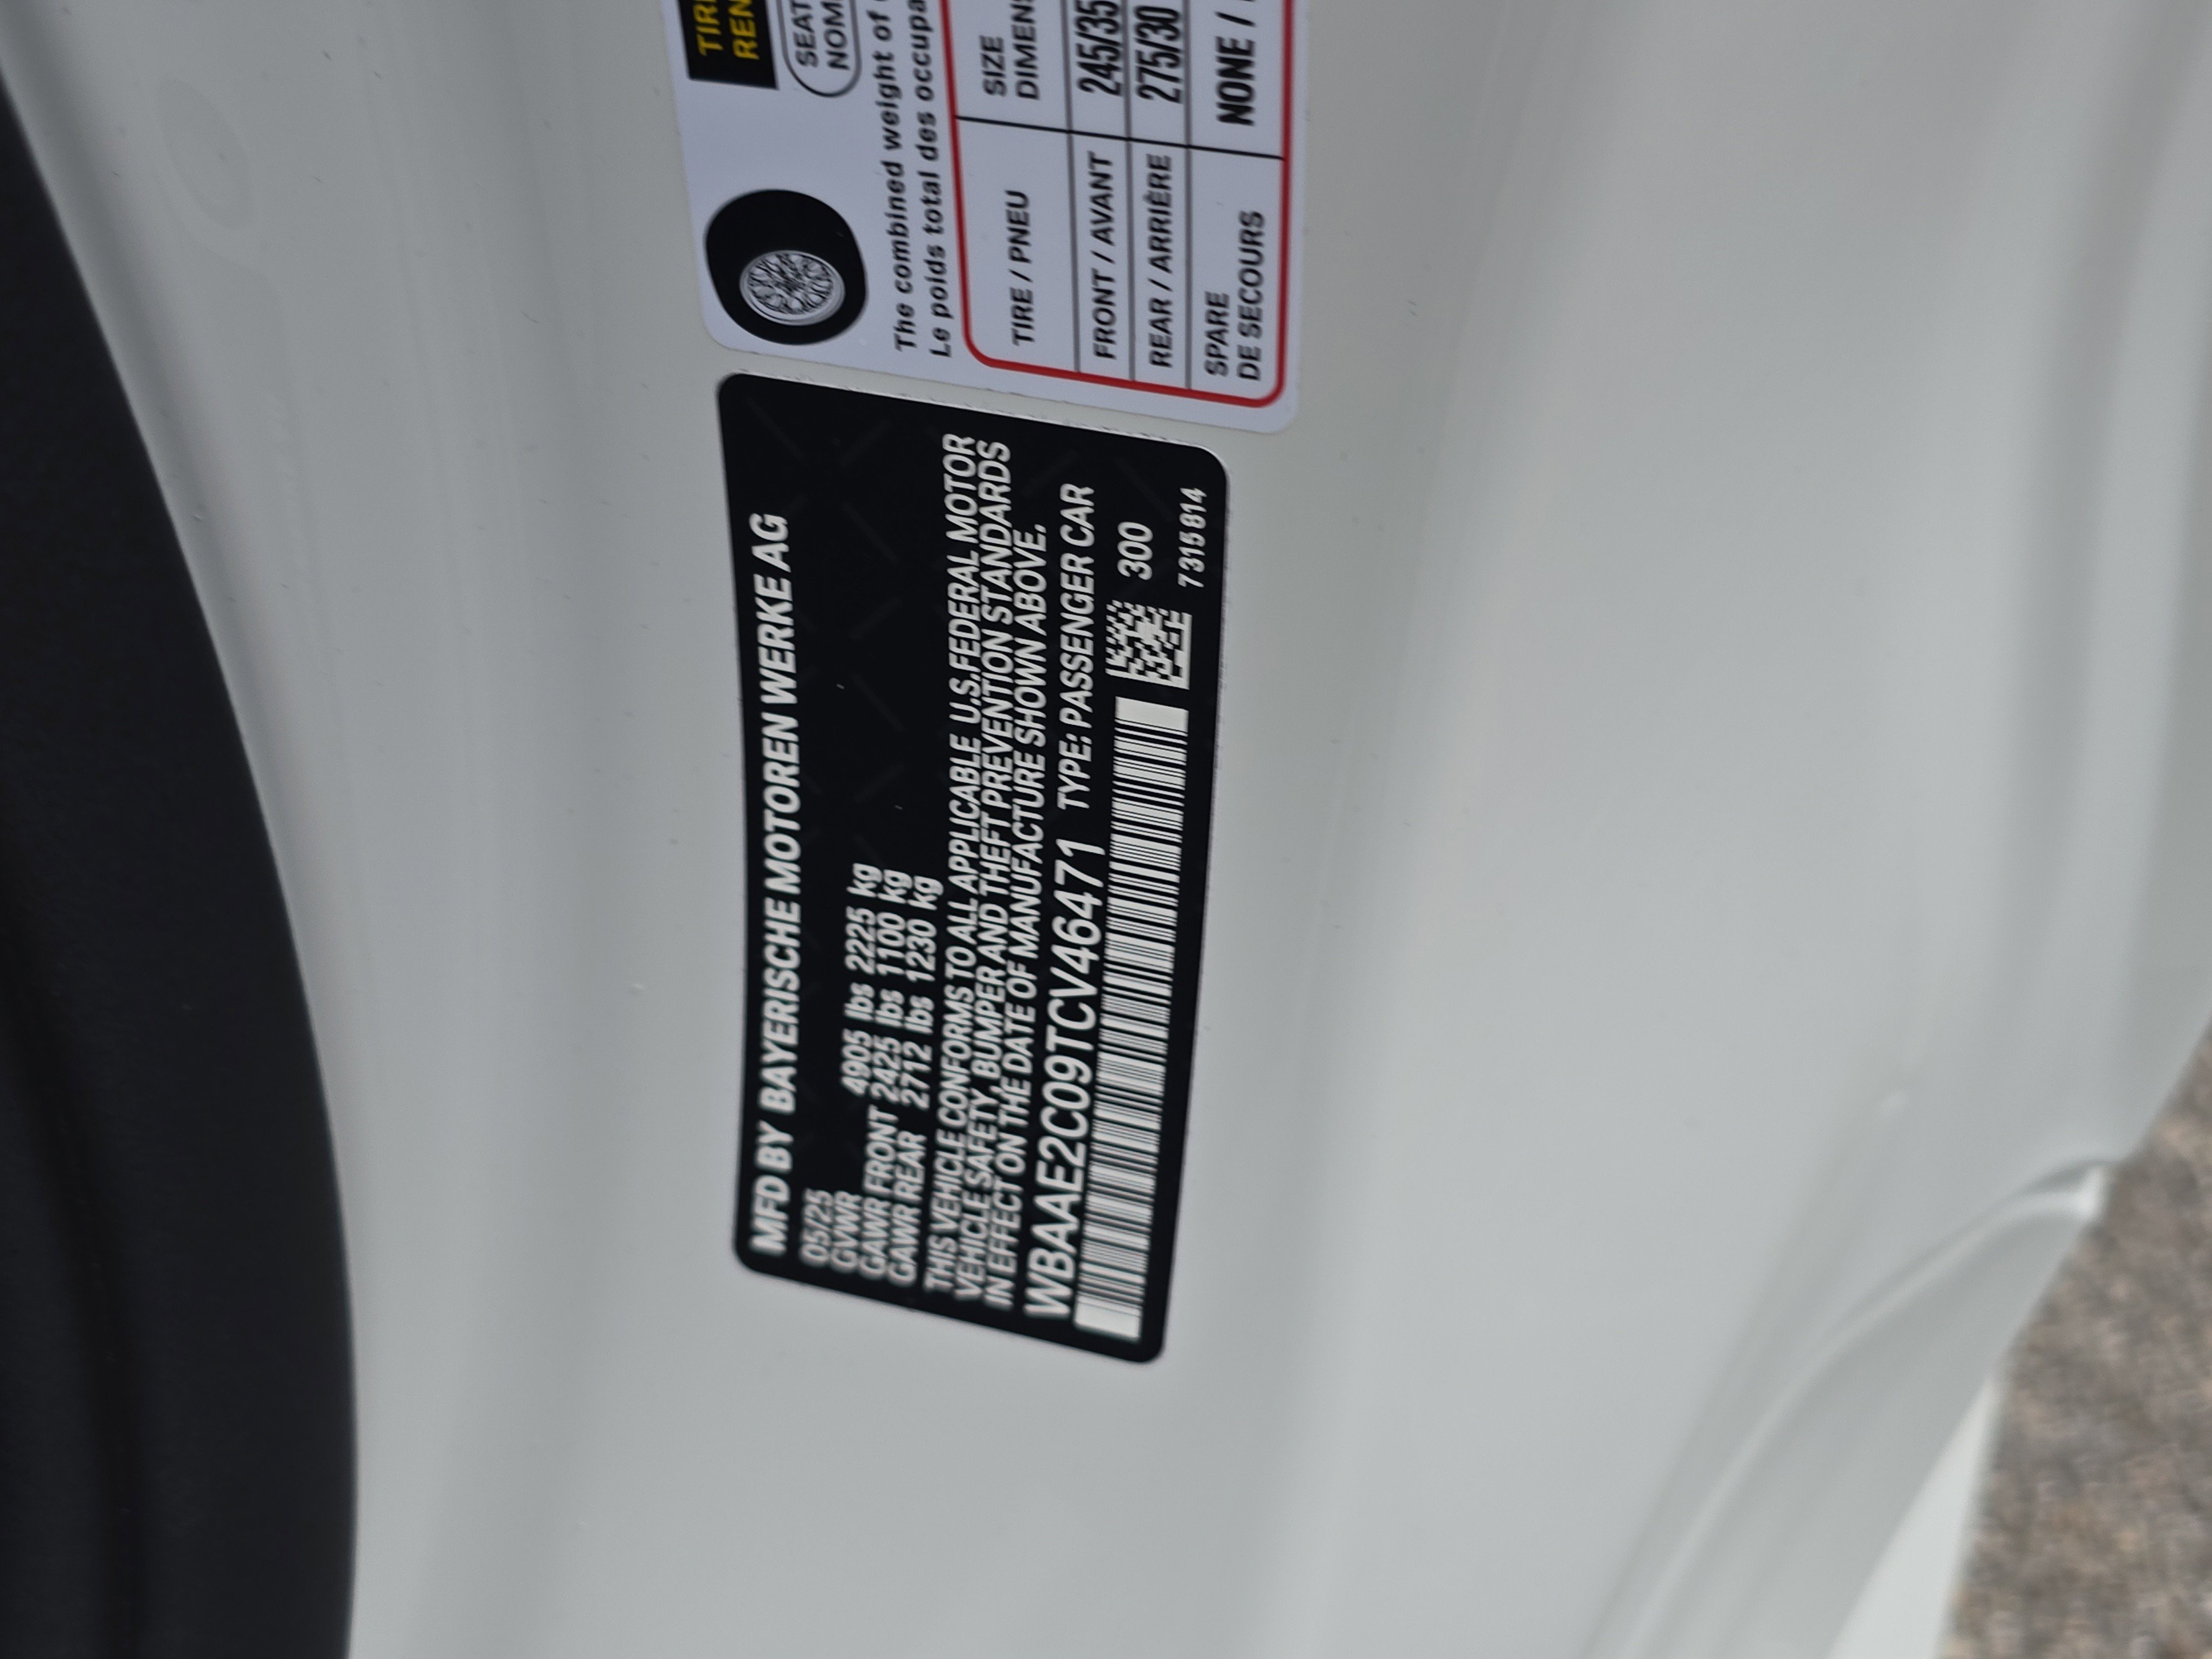 MFD BY BAYERISCHE MOTOREN WERKE AG
05/25
GVWR 4905 lbs 2225 kg
GAWR FRONT 2425 lbs 1100 kg
GAWR REAR 2712 lbs 1230 kg
THIS VEHICLE CONFORMS TO ALL APPLICABLE U.S.FEDERAL MOTOR
VEHICLE SAFETY, BUMPER AND THEFT PREVENTION STANDARDS
IN EFFECT ON THE DATE OF MANUFACTURE SHOWN ABOVE.
WBAAE2C09TCV46471 TYPE: PASSENGER CAR
300
7315814
The combined weight of
Le poids total des
TIRE / PNEU SIZE
FRONT / AVANT 245/35
REAR / ARRIÈRE 275/30
SPARE NONE /
DE SECOURS